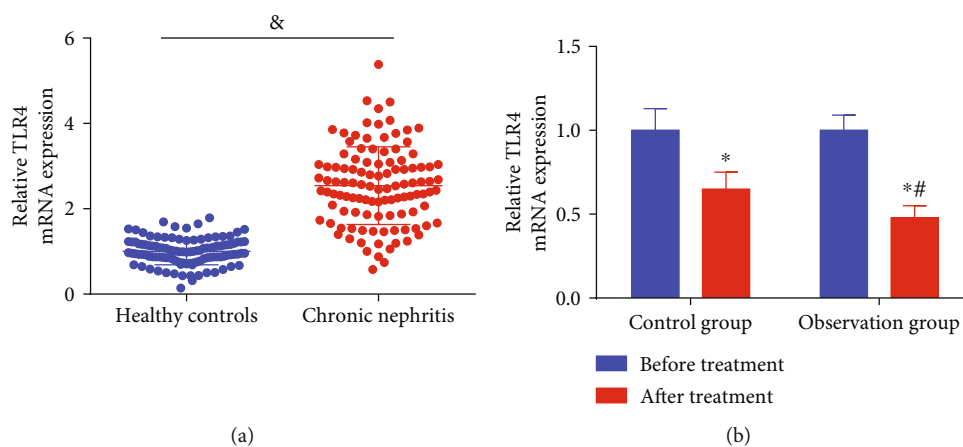 &
Relative TLR4
mRNA expression
6
4
2
0
Healthy controls
Chronic nephritis
(a)
Relative TLR4
mRNA expression
1.5
1.0
0.5
0.0
*
*#
Control group
Observation group
Before treatment
After treatment
(b)